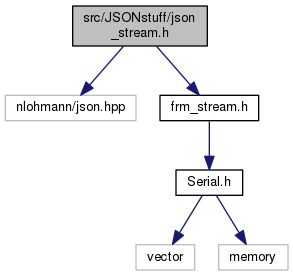 src/JSONstuff/json
_stream.h
nlohmann/json.hpp
frm_stream.h
Serial.h
vector
memory